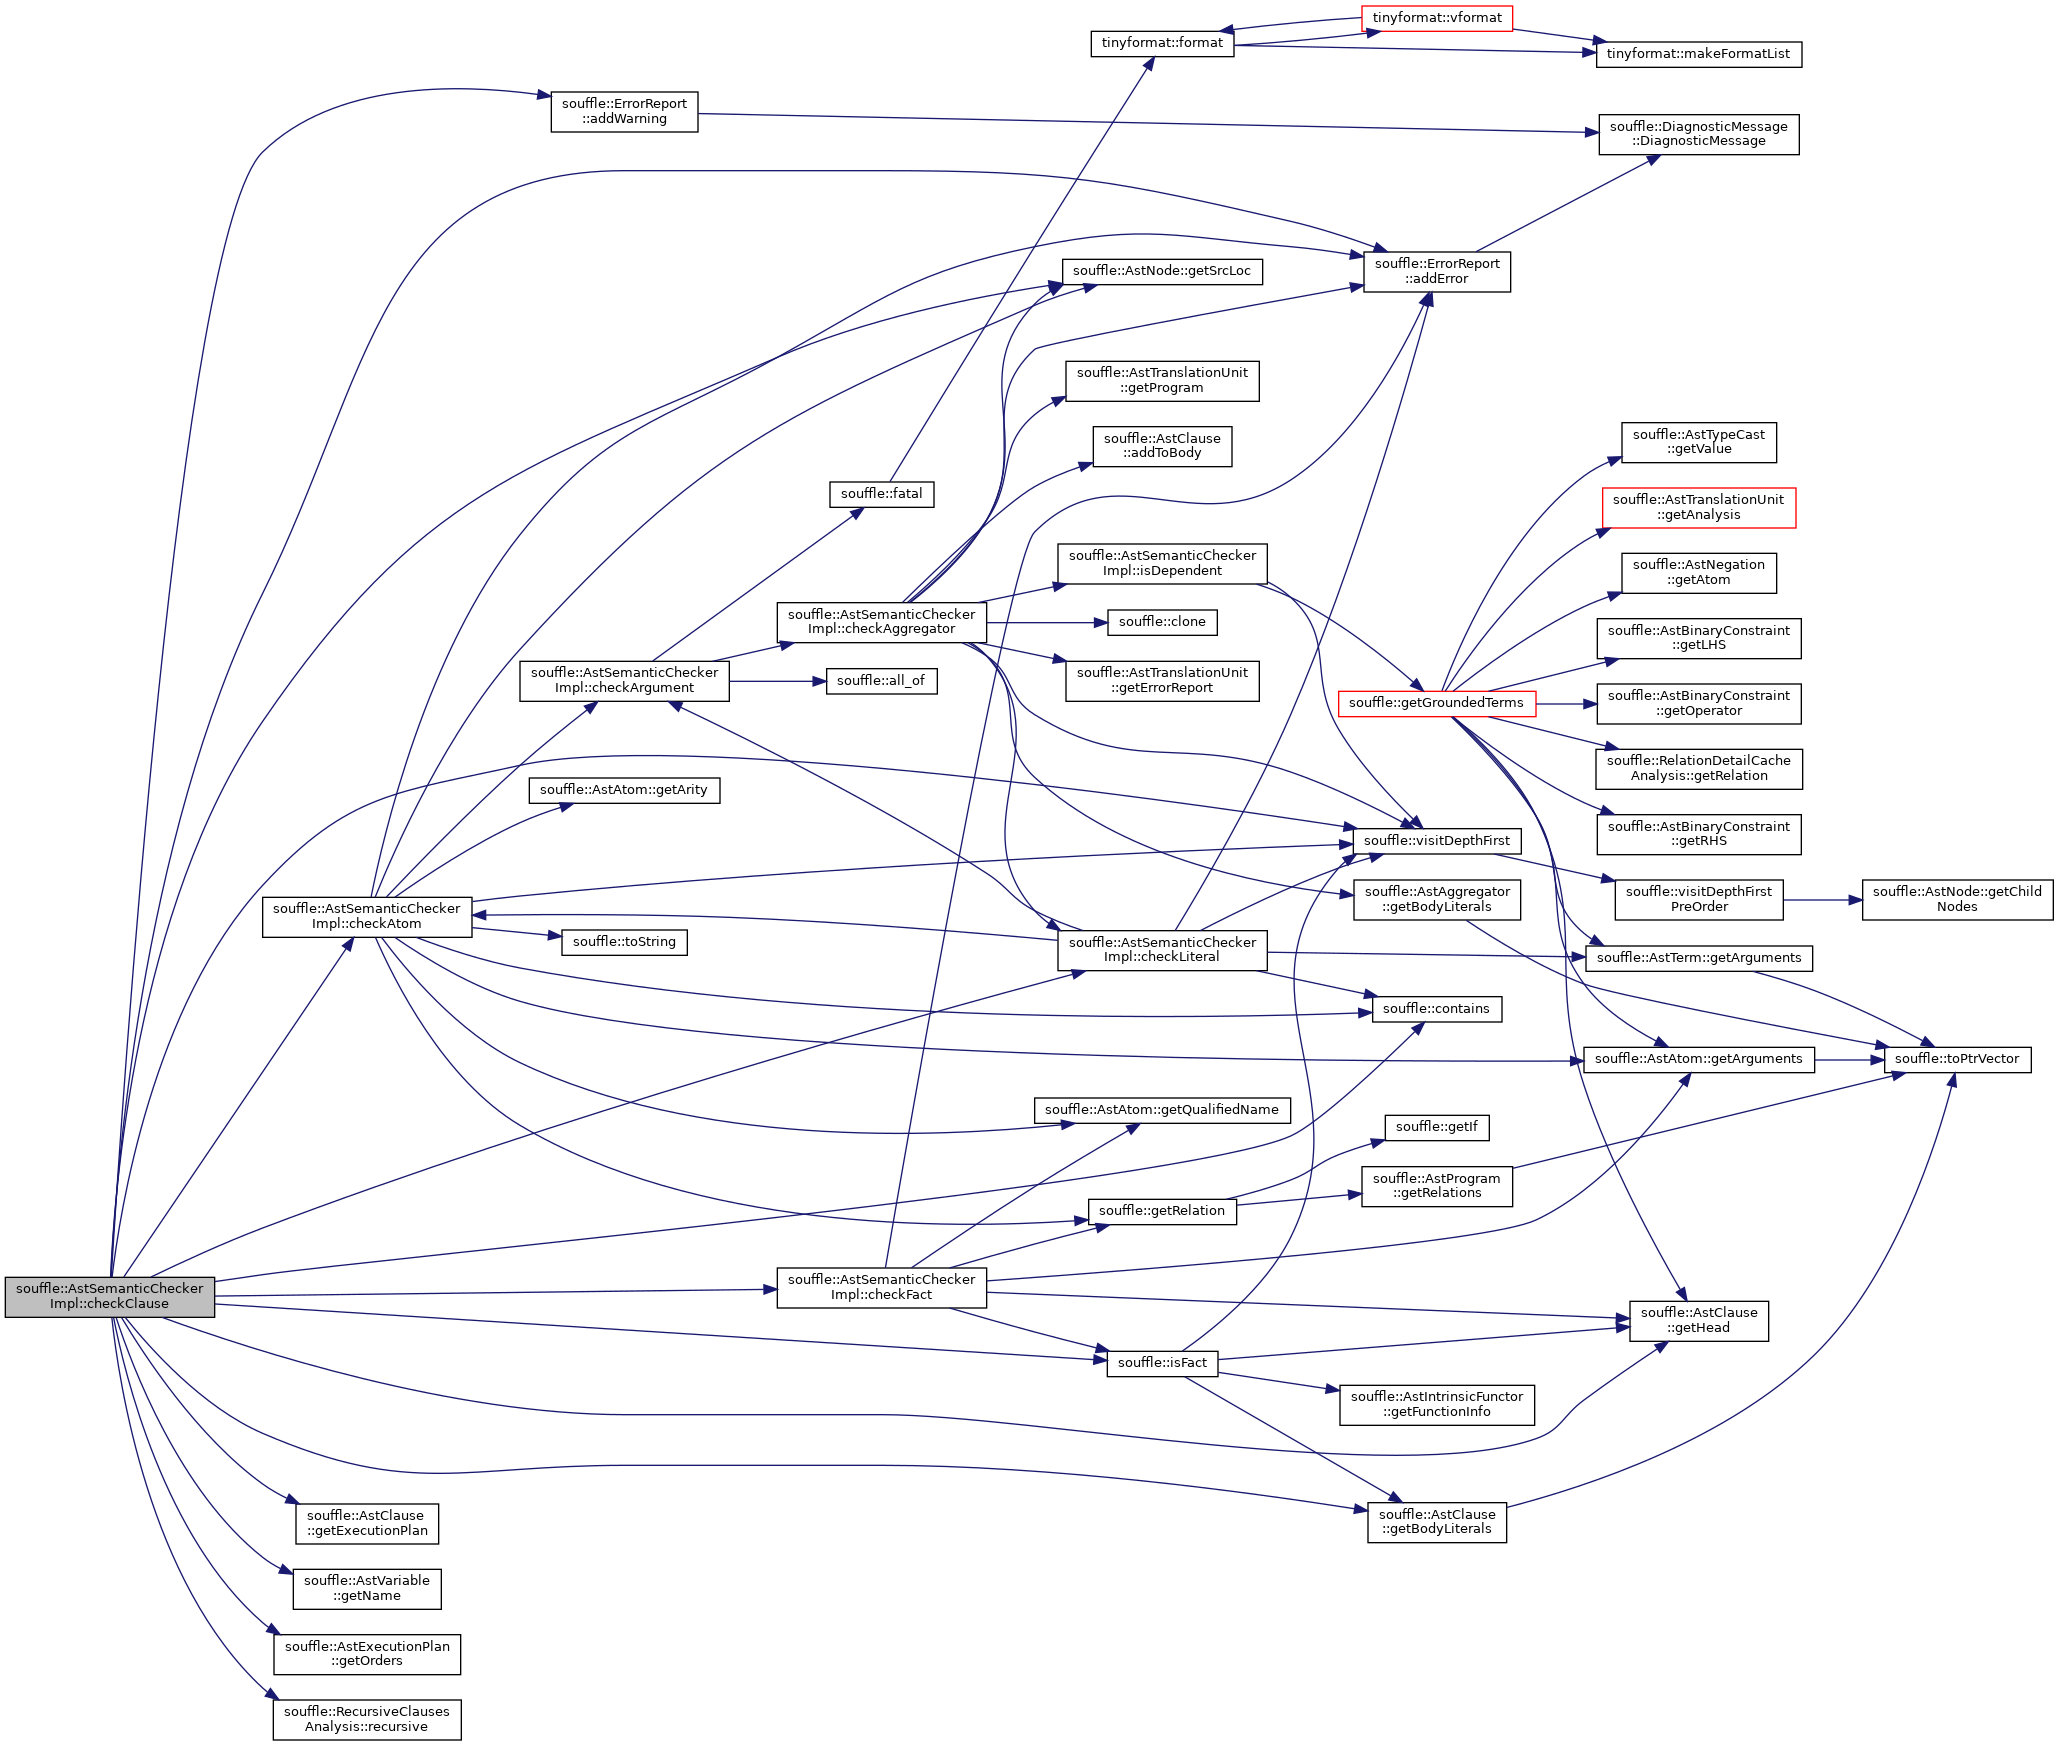 tinyformat::vformat
tinyformat::format
tinyformat::makeFormatList
souffle::ErrorReport
::addWarning
souffle::DiagnosticMessage
::DiagnosticMessage
souffle::AstNode::getSrcLoc
souffle::ErrorReport
::addError
souffle::AstTranslationUnit
::getProgram
souffle::AstClause
::addToBody
souffle::AstTypeCast
::getValue
souffle::fatal
souffle::AstTranslationUnit
::getAnalysis
souffle::AstSemanticChecker
Impl::isDependent
souffle::AstNegation
::getAtom
souffle::AstSemanticChecker
Impl::checkAggregator
souffle::clone
souffle::AstBinaryConstraint
::getLHS
souffle::AstSemanticChecker
Impl::checkArgument
souffle::all_of
souffle::AstTranslationUnit
::getErrorReport
souffle::getGroundedTerms
souffle::AstBinaryConstraint
::getOperator
souffle::RelationDetailCache
Analysis::getRelation
souffle::AstAtom::getArity
souffle::AstBinaryConstraint
::getRHS
souffle::visitDepthFirst
souffle::AstAggregator
::getBodyLiterals
souffle::visitDepthFirst
PreOrder
souffle::AstNode::getChild
Nodes
souffle::AstSemanticChecker
Impl::checkAtom
souffle::toString
souffle::AstSemanticChecker
Impl::checkLiteral
souffle::AstTerm::getArguments
souffle::contains
souffle::AstAtom::getArguments
souffle::toPtrVector
souffle::AstAtom::getQualifiedName
souffle::getIf
souffle::AstProgram
::getRelations
souffle::getRelation
souffle::AstSemanticChecker
Impl::checkClause
souffle::AstSemanticChecker
Impl::checkFact
souffle::AstClause
::getHead
souffle::isFact
souffle::AstIntrinsicFunctor
::getFunctionInfo
souffle::AstClause
::getExecutionPlan
souffle::AstClause
::getBodyLiterals
souffle::AstVariable
::getName
souffle::AstExecutionPlan
::getOrders
souffle::RecursiveClauses
Analysis::recursive